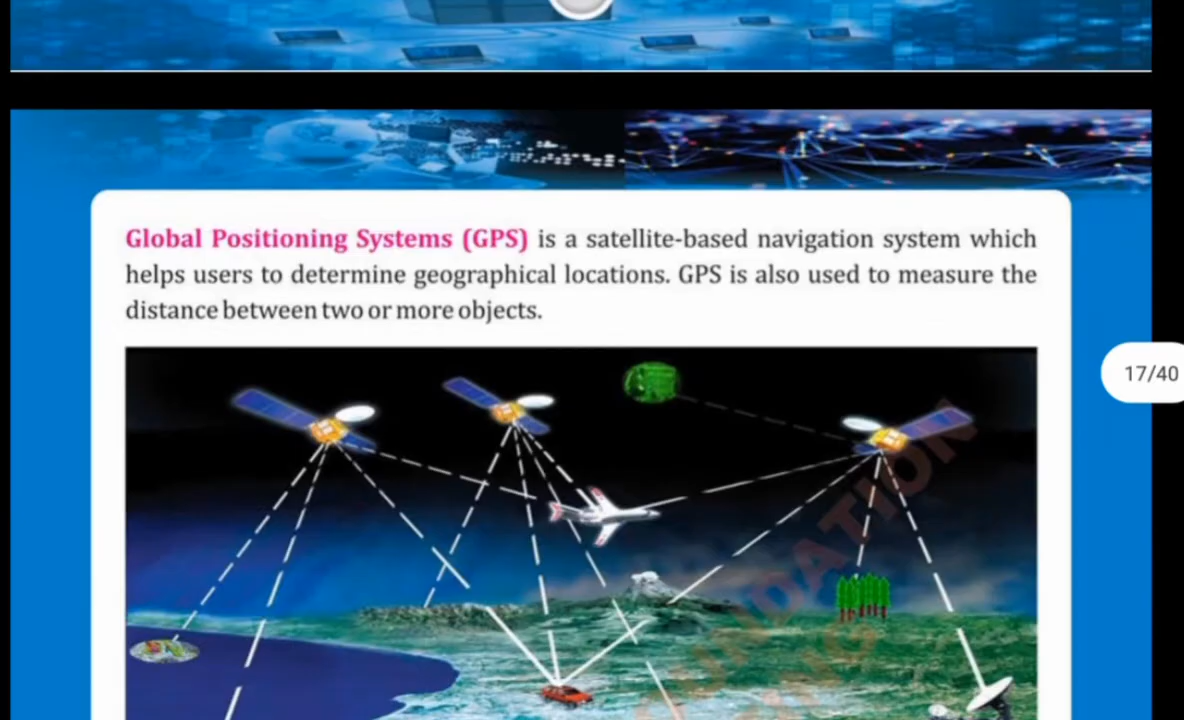 Global Positioning Systems (GPS) is a satellite-based navigation system which
helps users to determine geographical locations. GPS is also used to measure the
distance between two or more objects.
17/40